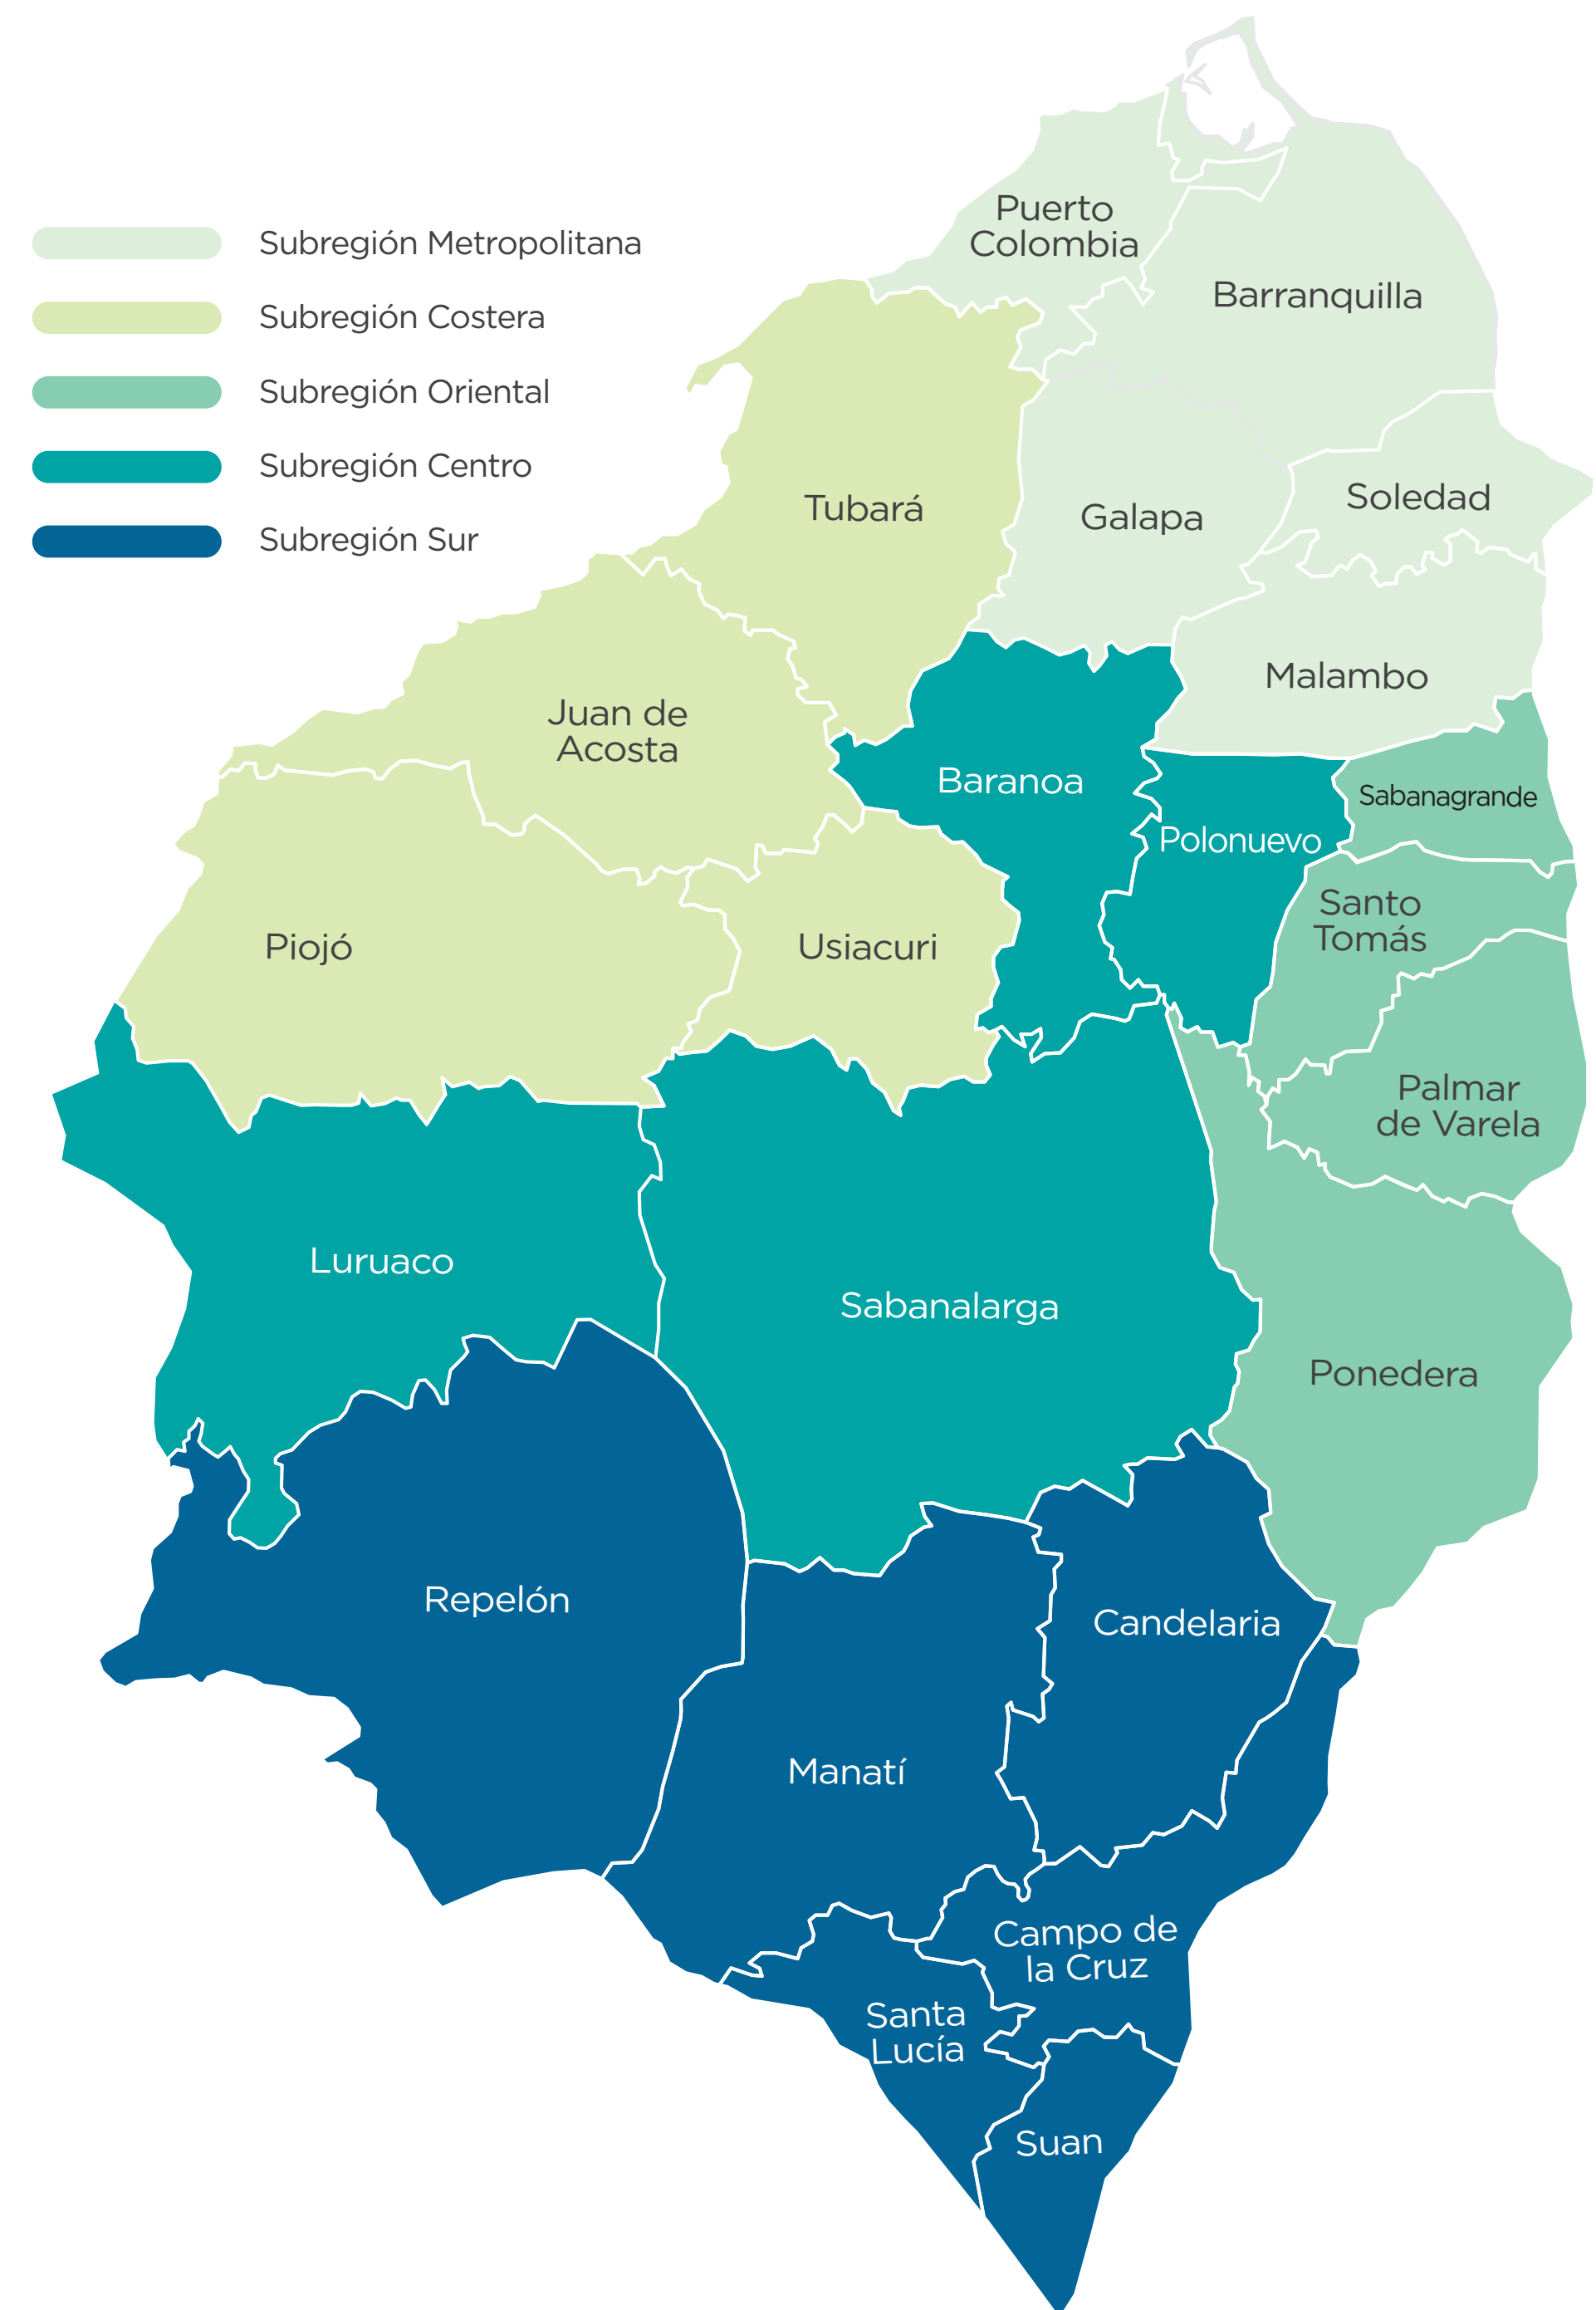 Subregión Metropolitana
Subregión Costera
Subregión Oriental
Subregión Centro
Subregión Sur
Puerto
Colombia
Barranquilla
Tubará
Galapa
Soledad
Malambo
Juan de
Acosta
Baranoa
Sabanagrande
Polonuevo
Piojó
Usiacuri
Santo
Tomás
Palmar
de Varela
Luruaco
Sabanalarga
Ponedera
Repelón
Candelaria
Manatí
Campo de
la Cruz
Santa
Lucía
Suan